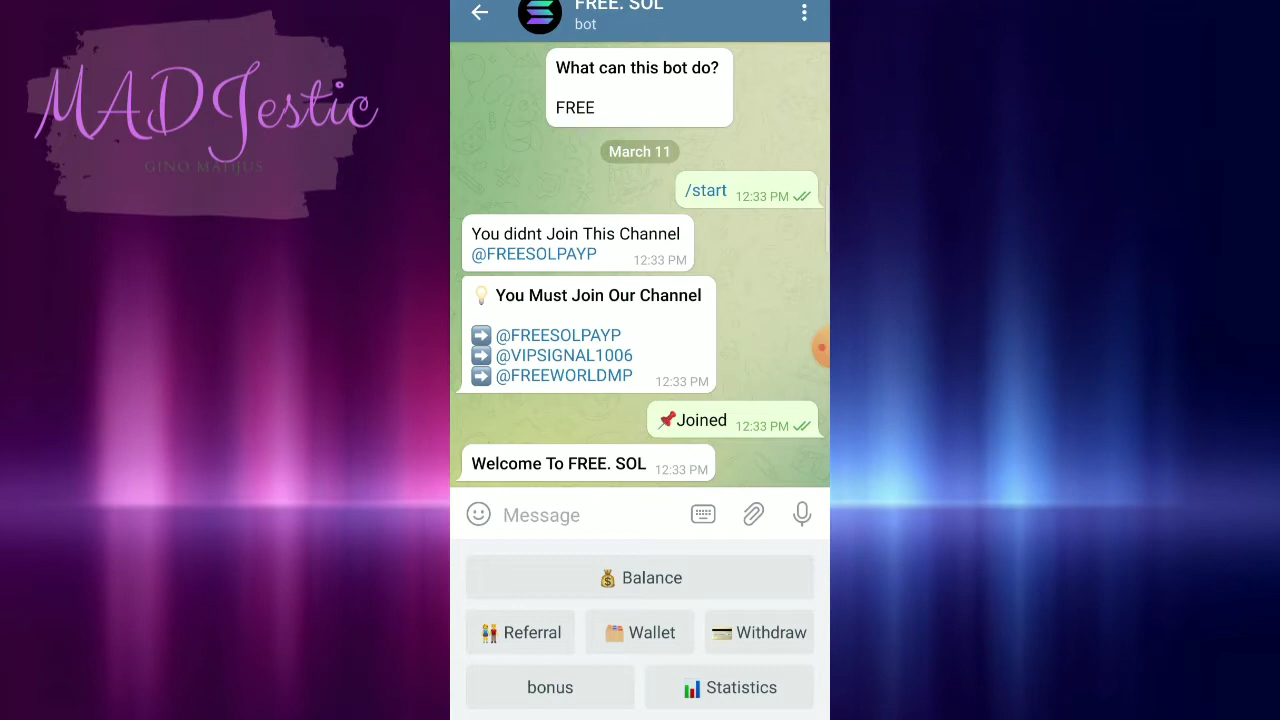 MADJestic
GINO MADJUS
FREE. SOL
bot
What can this bot do?
FREE
March 11
/start 12:33 PM
You didnt Join This Channel
@FREESOLPAYP 12:33 PM
💡 You Must Join Our Channel
➡️ @FREESOLPAYP
➡️ @VIPSIGNAL1006
➡️ @FREEWORLDMP 12:33 PM
📌Joined 12:33 PM
Welcome To FREE. SOL 12:33 PM
Message
💰 Balance
👫 Referral
🗂 Wallet
💳 Withdraw
bonus
📊 Statistics